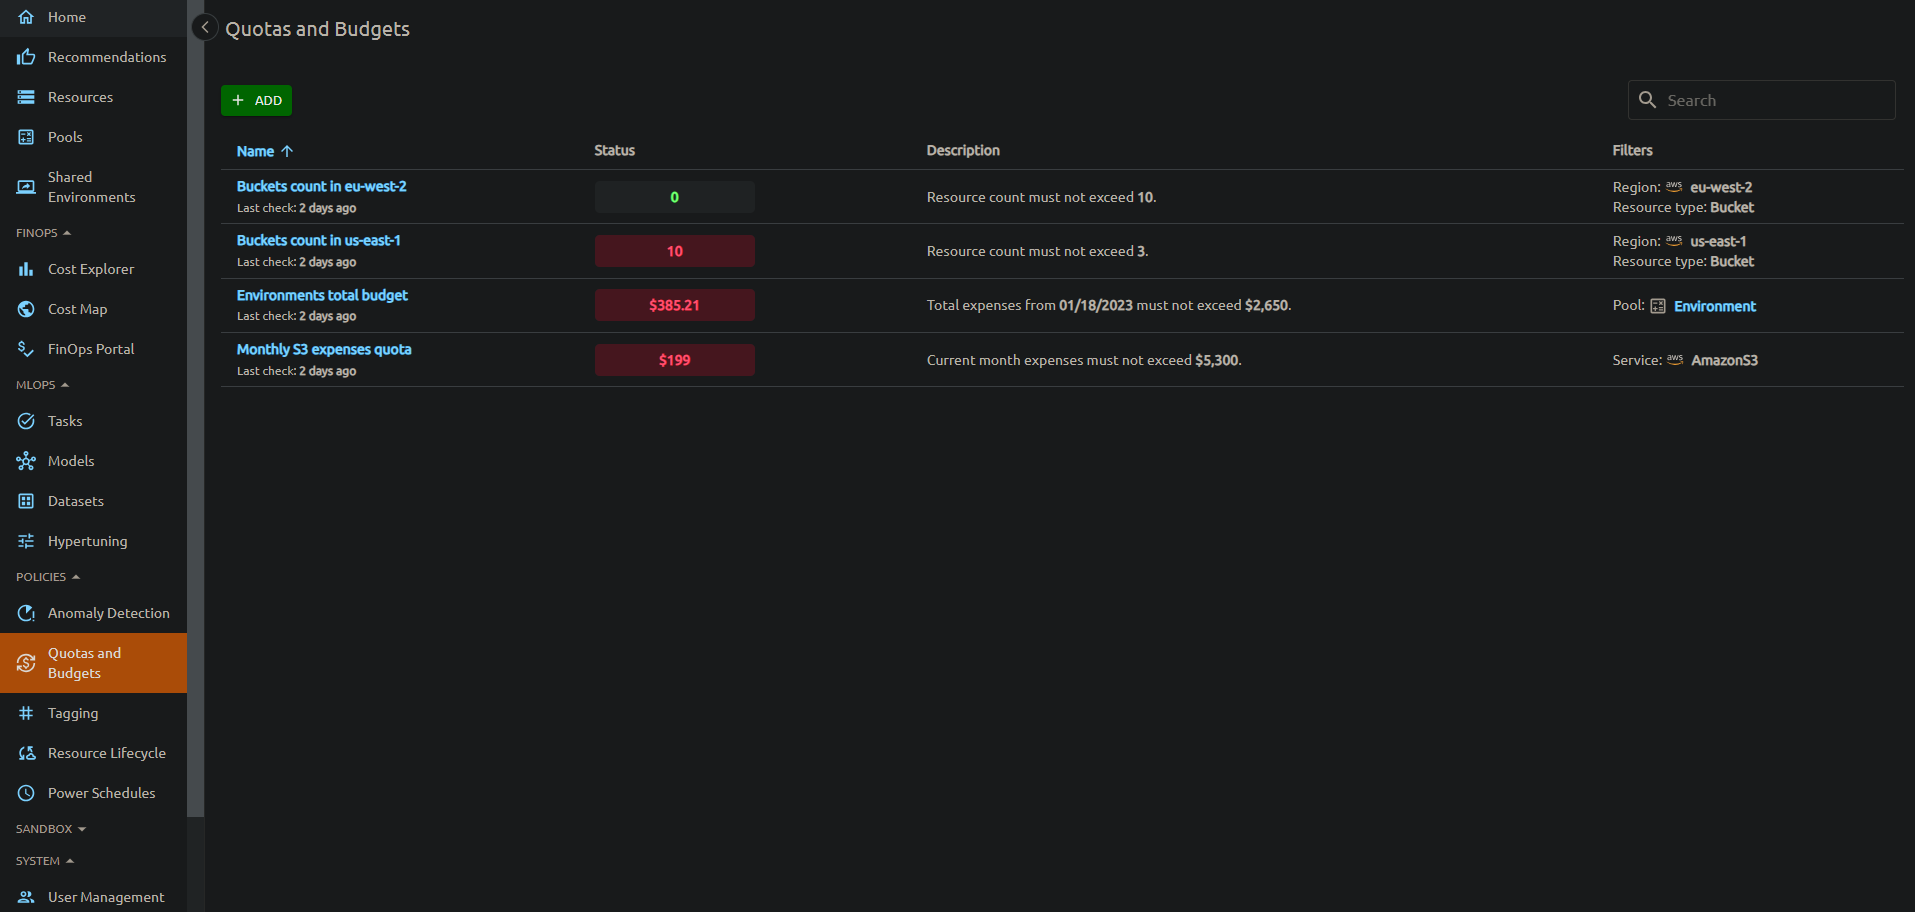 Home
Recommendations
Resources
Pools
Shared
Environments
FINOPS
Cost Explorer
Cost Map
FinOps Portal
MLOPS
Tasks
Models
Datasets
Hypertuning
POLICIES
Anomaly Detection
Quotas and
Budgets
Tagging
Resource Lifecycle
Power Schedules
SANDBOX
SYSTEM
User Management
Quotas and Budgets
ADD
Search
Name Status Description Filters
Buckets count in eu-west-2
Last check: 2 days ago
0
Resource count must not exceed 10.
Region: aws eu-west-2
Resource type: Bucket
Buckets count in us-east-1
Last check: 2 days ago
10
Resource count must not exceed 3.
Region: aws us-east-1
Resource type: Bucket
Environments total budget
Last check: 2 days ago
$385.21
Total expenses from 01/18/2023 must not exceed $2,650.
Pool: Environment
Monthly S3 expenses quota
Last check: 2 days ago
$199
Current month expenses must not exceed $5,300.
Service: aws AmazonS3